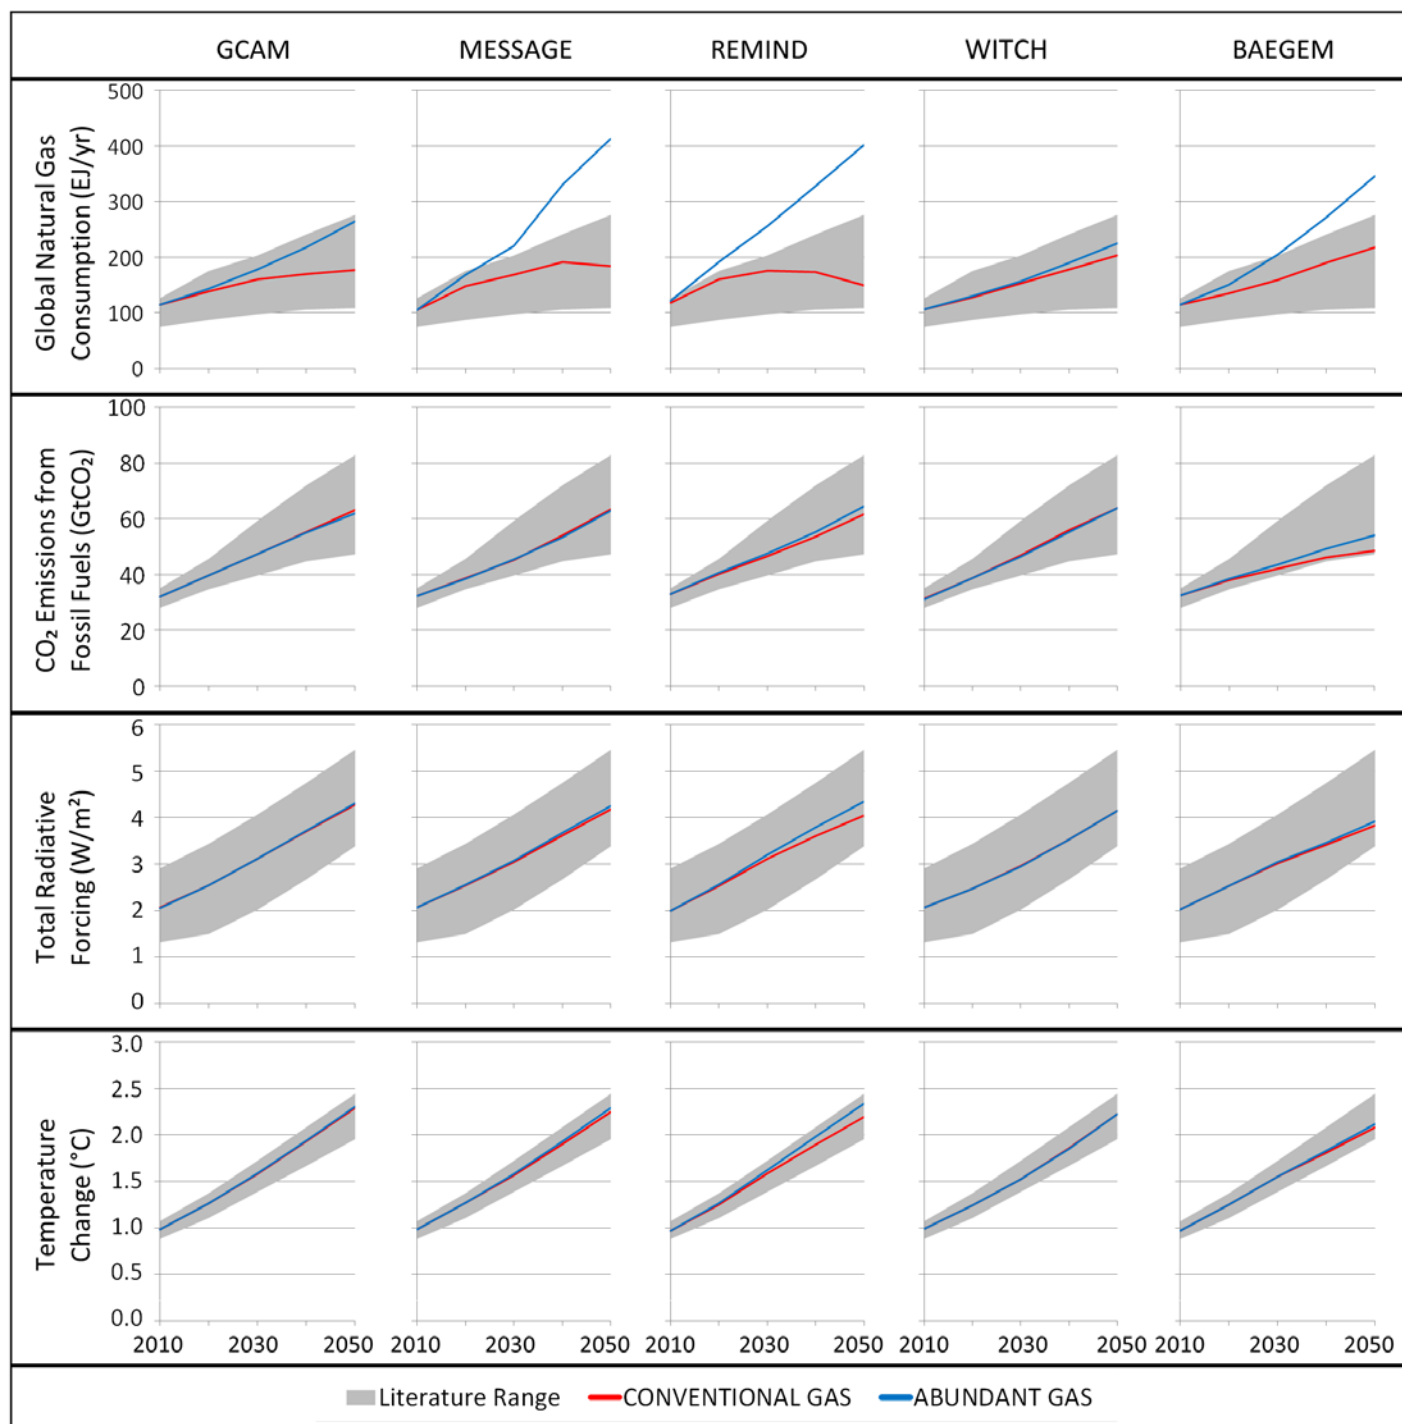 GCAM MESSAGE REMIND WITCH BAEGEM
Global Natural Gas
Consumption (EJ/yr)
500
400
300
200
100
0
CO₂ Emissions from
Fossil Fuels (GtCO₂)
100
80
60
40
20
0
Total Radiative
Forcing (W/m²)
6
5
4
3
2
1
0
Temperature
Change (°C)
3.0
2.5
2.0
1.5
1.0
0.5
0.0
2010 2030 2050 2010 2030 2050 2010 2030 2050 2010 2030 2050 2010 2030 2050
Literature Range CONVENTIONAL GAS ABUNDANT GAS